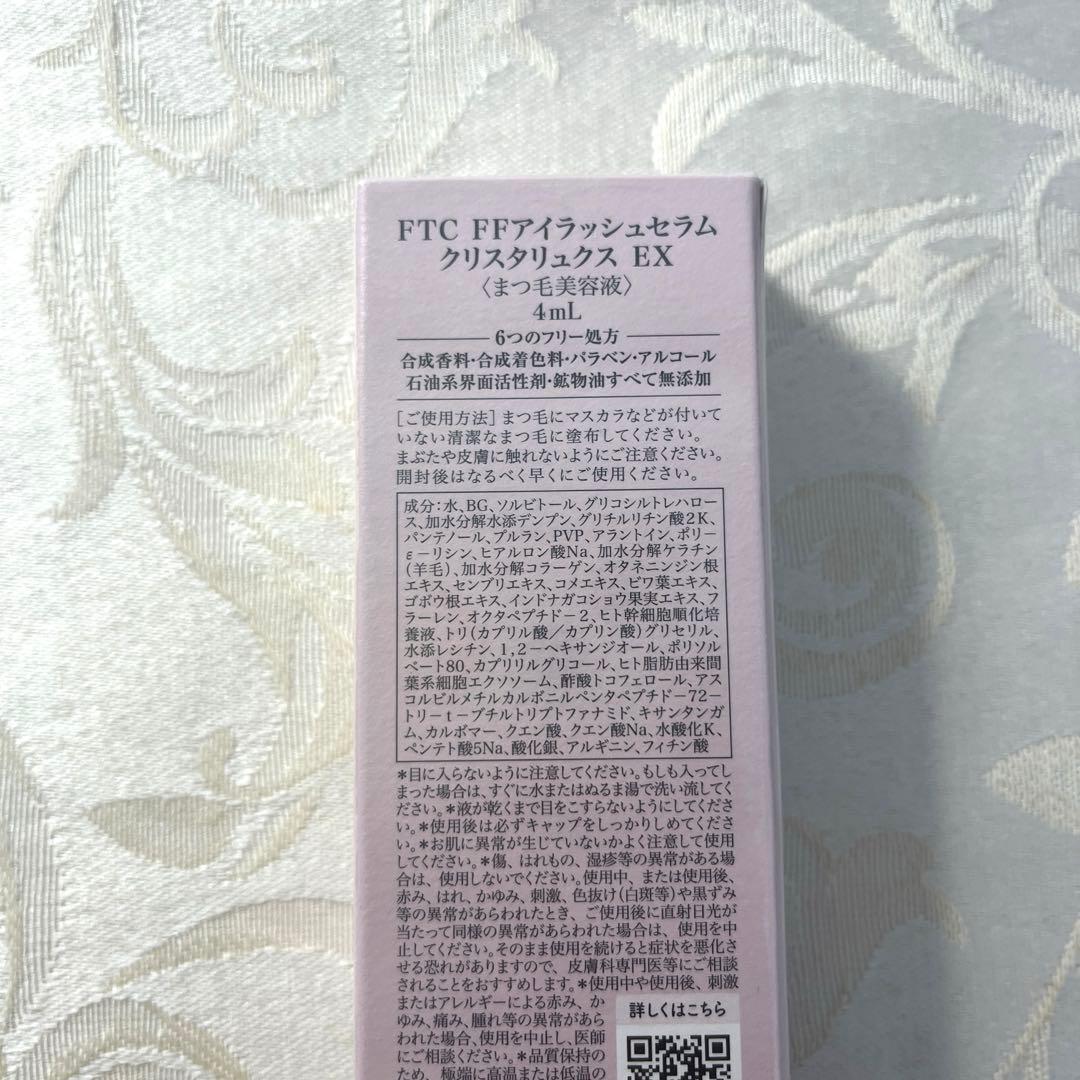 FTC FFアイラッシュセラム
クリスタリュクス EX
〈まつ毛美容液〉
4mL
6つのフリー処方
合成香料・合成着色料・パラベン・アルコール
石油系界面活性剤・鉱物油すべて無添加
[ご使用方法] まつ毛にマスカラなどが付いて
いない清潔なまつ毛に塗布してください。
まぶたや皮膚に触れないようにご注意ください。
開封後はなるべく早くにご使用ください。
成分：水、BG、ソルビトール、グリコシルトレハロー
ス、加水分解水添デンプン、グリチルリチン酸2K、
パンテノール、プルラン、PVP、アラントイン、ポリ－
ε－リシン、ヒアルロン酸Na、加水分解ケラチン
（羊毛）、加水分解コラーゲン、オタネニンジン根
エキス、センブリエキス、コメエキス、ビワ葉エキス、
ゴボウ根エキス、インドナガコショウ果実エキス、フ
ラーレン、オクタペプチド－2、ヒト幹細胞順化培
養液、トリ（カプリル酸／カプリン酸）グリセリル、
水添レシチン、1,2－ヘキサンジオール、ポリソル
ベート80、カプリリルグリコール、ヒト脂肪由来間
葉系細胞エクソソーム、酢酸トコフェロール、アス
コルビルメチルカルボニルペンタペプチド－72－
トリ－t－ブチルトリプトファナミド、キサンタンガ
ム、カルボマー、クエン酸、クエン酸Na、水酸化K、
ペンテト酸5Na、酸化銀、アルギニン、フィチン酸
＊目に入らないように注意してください。もしも入ってし
まった場合は、すぐに水またはぬるま湯で洗い流してく
ださい。＊液が乾くまで目をこすらないようにしてくださ
い。＊使用後は必ずキャップをしっかりしめてくださ
い。＊お肌に異常が生じていないかよく注意して使用
してください。＊傷、はれもの、湿疹等の異常がある場
合は、使用しないでください。使用中、または使用後、
赤み、はれ、かゆみ、刺激、色抜け（白斑等）や黒ずみ
等の異常があらわれたとき、ご使用後に直射日光が
当たって同様の異常があらわれた場合は、使用を中
止してください。そのまま使用を続けると症状を悪化さ
せる恐れがありますので、皮膚科専門医等にご相談
されることをおすすめします。＊使用中や使用後、刺激
またはアレルギーによる赤み、か
ゆみ、痛み、腫れ等の異常があら
われた場合、使用を中止し、医師
にご相談ください。＊品質保持の
ため、極端に高温または低温の
詳しくはこちら